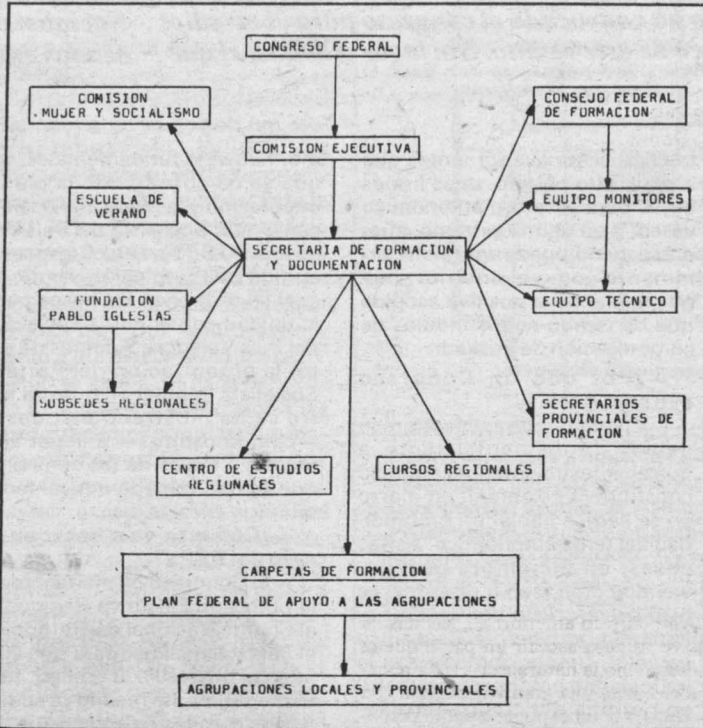 CONGRESO FEDERAL
COMISION
MUJER Y SOCIALISMO
CONSEJO FEDERAL
DE FORMACION
COMISION EJECUTIVA
ESCUELA DE
VERANO
EQUIPO MONITORES
SECRETARIA DE FORMACION
Y DOCUMENTACION
FUNDACION
PABLO IGLESIAS
EQUIPO TECNICO
SUBSEDES REGIONALES
SECRETARIOS
PROVINCIALES DE
FORMACION
CENTRO DE ESTUDIOS
REGIONALES
CURSOS REGIONALES
CARPETAS DE FORMACION
PLAN FEDERAL DE APOYO A LAS AGRUPACIONES
AGRUPACIONES LOCALES Y PROVINCIALES